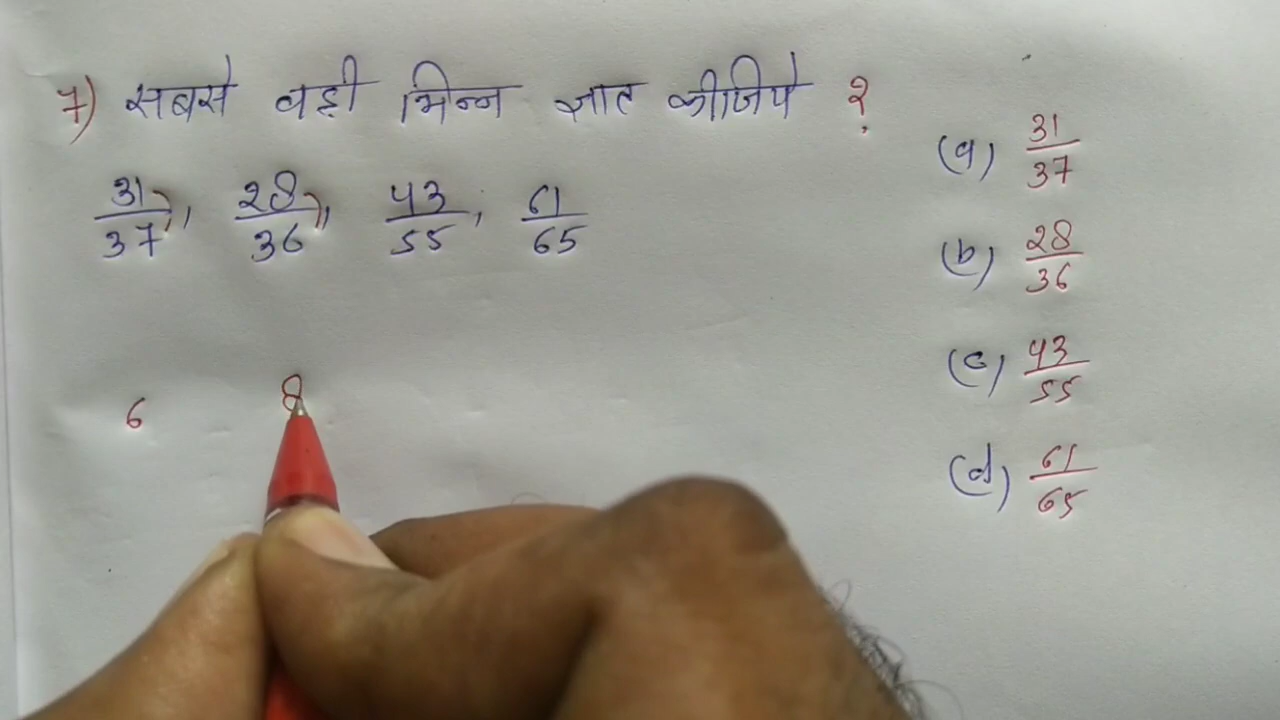 7) सबसे बड़ी भिन्न ज्ञात कीजिये ?
31/37, 28/36, 43/55, 61/65
6 8
(a) 31/37
(b) 28/36
(c) 43/55
(d) 61/65